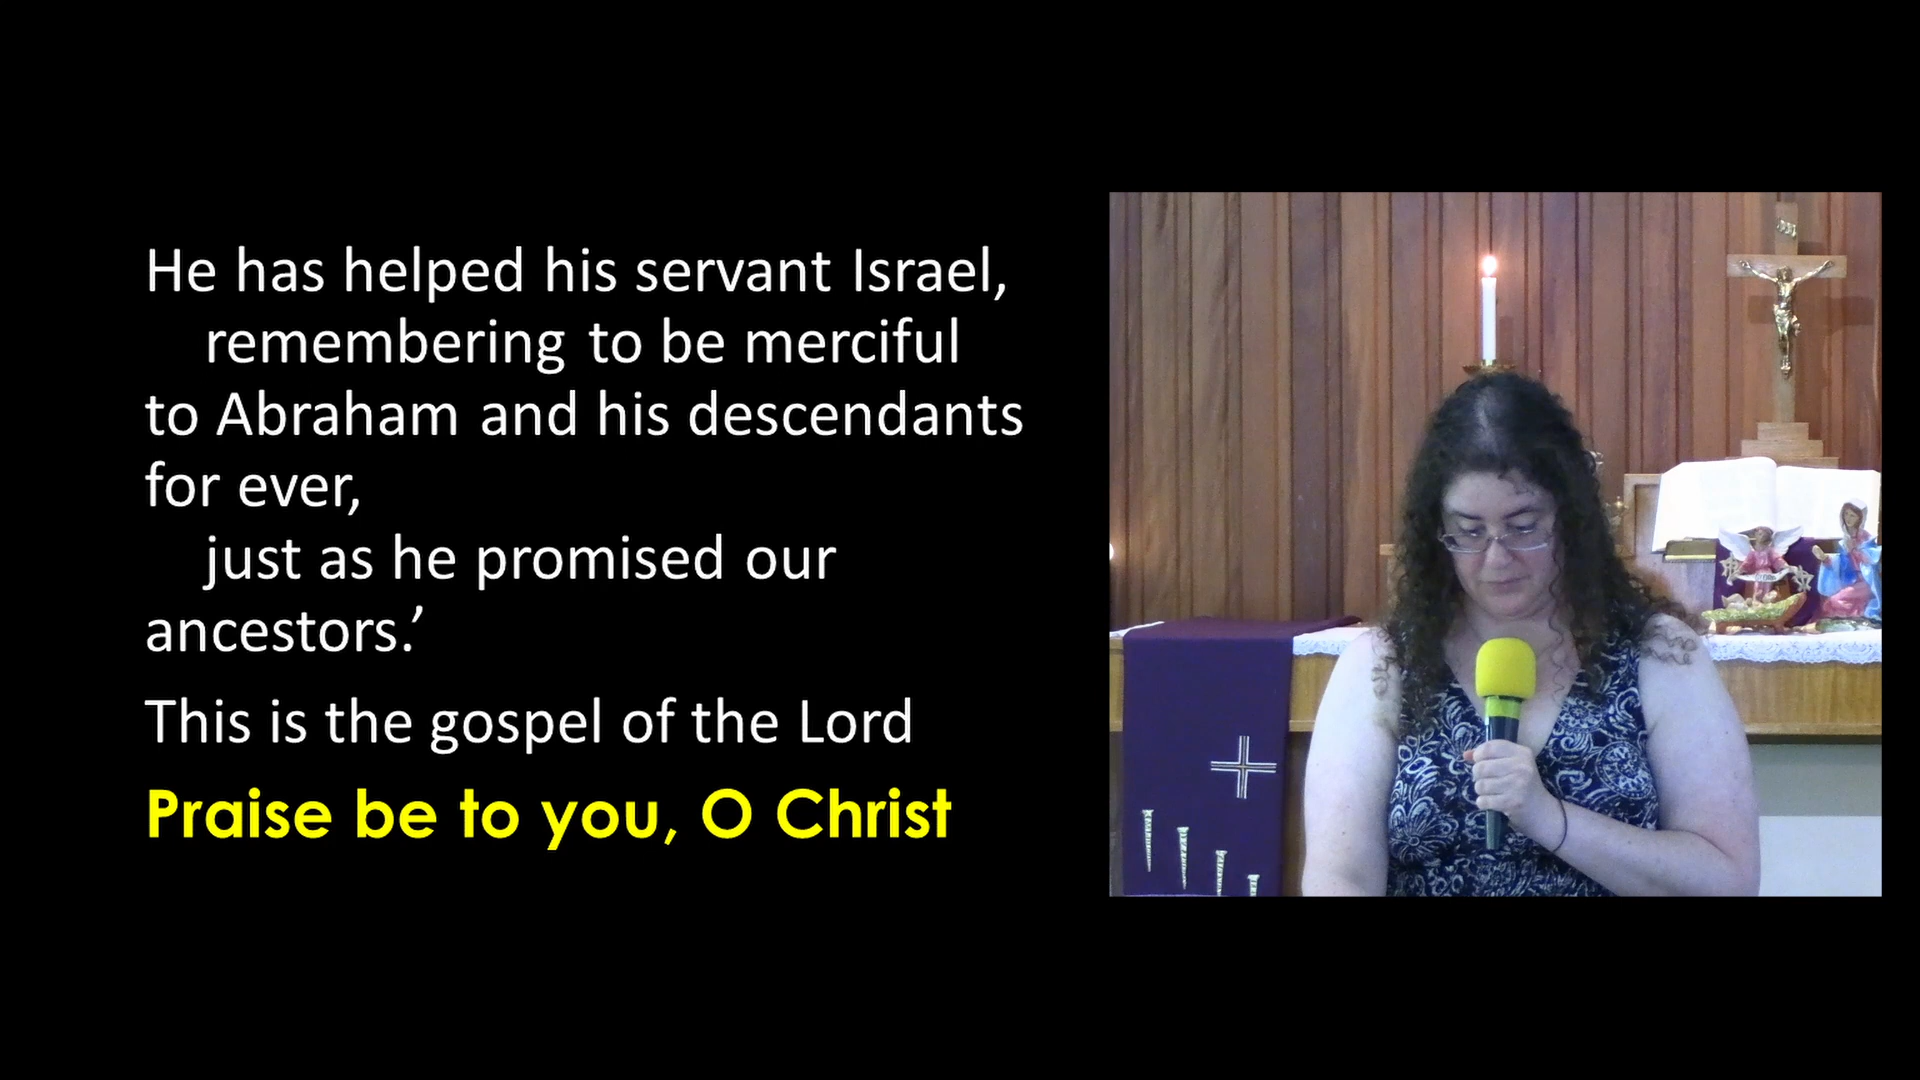 He has helped his servant Israel,
remembering to be merciful
to Abraham and his descendants
for ever,
just as he promised our
ancestors.’
This is the gospel of the Lord
Praise be to you, O Christ